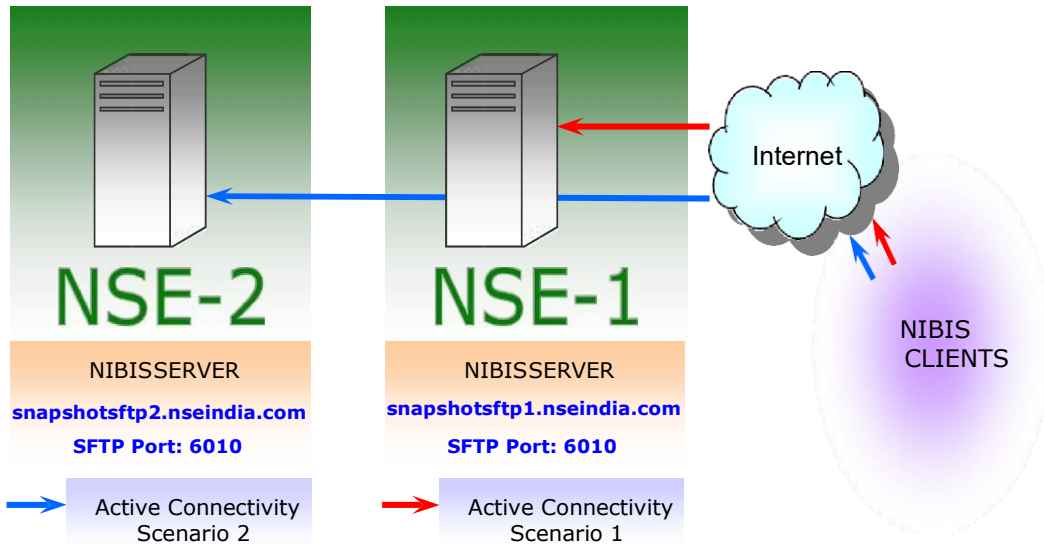 Internet
NSE-2
NSE-1
NIBIS
CLIENTS
NIBISSERVER
snapshotsftp2.nseindia.com
SFTP Port: 6010
NIBISSERVER
snapshotsftp1.nseindia.com
SFTP Port: 6010
Active Connectivity
Scenario 2
Active Connectivity
Scenario 1